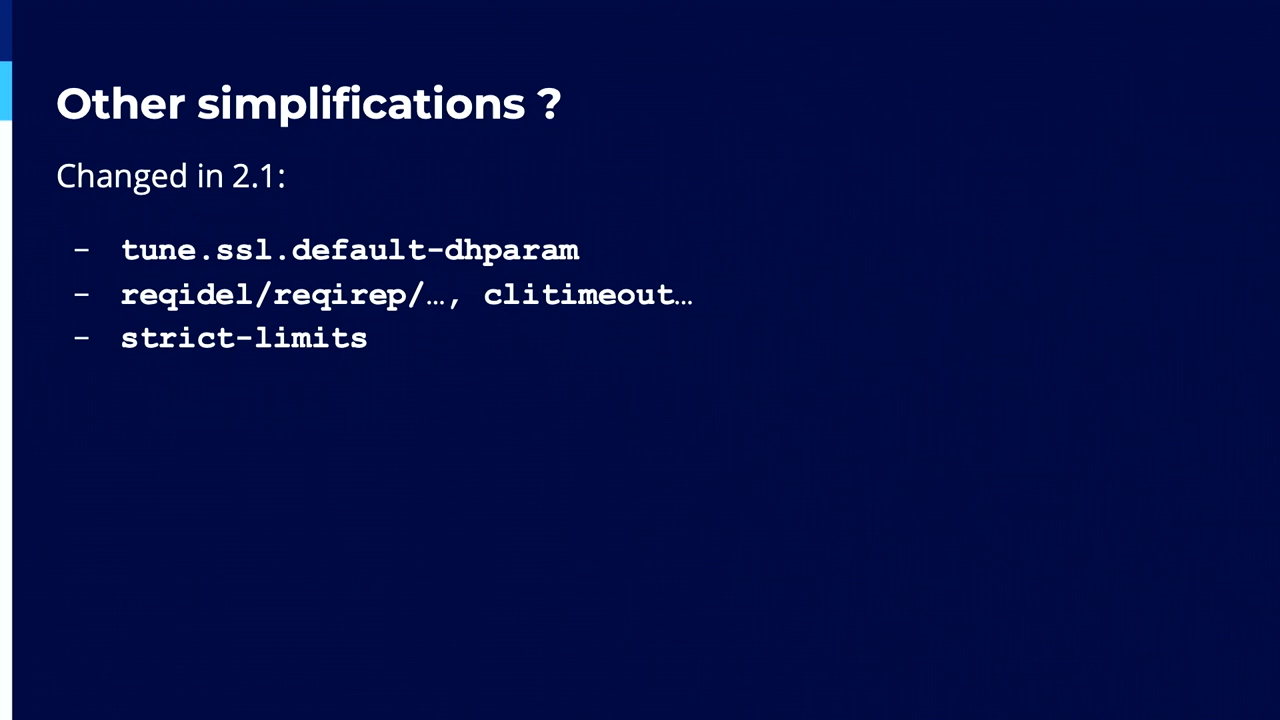 Other simplifications ?
Changed in 2.1:
- tune.ssl.default-dhparam
- reqidel/reqirep/…, clitimeout…
- strict-limits